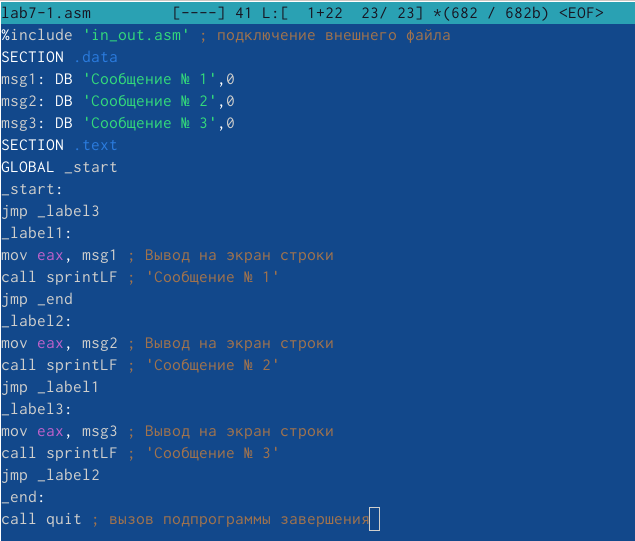 lab7-1.asm [----] 41 L:[ 1+22 23/ 23] *(682 / 682b) <EOF>
%include 'in_out.asm' ; подключение внешнего файла
SECTION .data
msg1: DB 'Сообщение № 1',0
msg2: DB 'Сообщение № 2',0
msg3: DB 'Сообщение № 3',0
SECTION .text
GLOBAL _start
_start:
jmp _label3
_label1:
mov eax, msg1 ; Вывод на экран строки
call sprintLF ; 'Сообщение № 1'
jmp _end
_label2:
mov eax, msg2 ; Вывод на экран строки
call sprintLF ; 'Сообщение № 2'
jmp _label1
_label3:
mov eax, msg3 ; Вывод на экран строки
call sprintLF ; 'Сообщение № 3'
jmp _label2
_end:
call quit ; вызов подпрограммы завершения